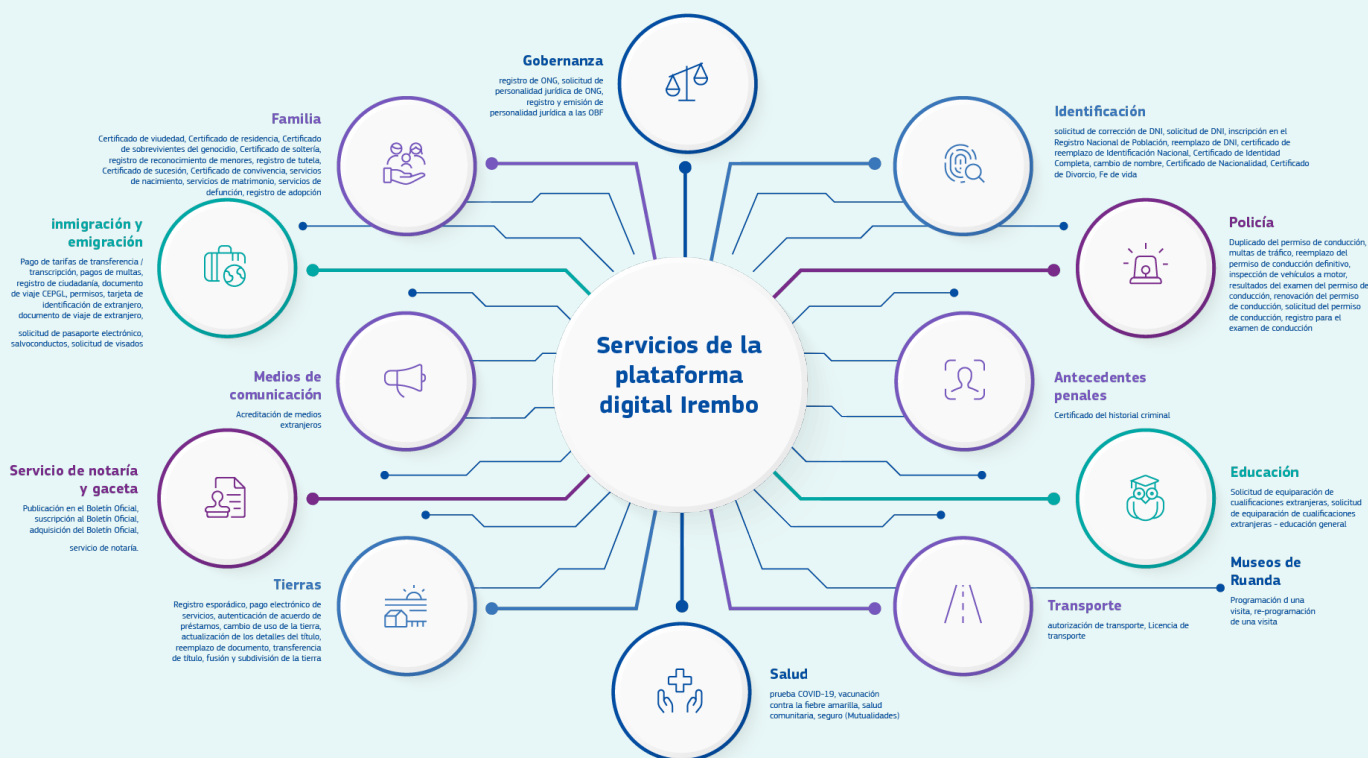 Gobernanza
registro de ONG, solicitud de
personalidad jurídica de ONG,
registro y emisión de
personalidad jurídica a las OBF
Familia
Certificado de viudedad, Certificado de residencia, Certificado
de sobrevivientes del genocidio, Certificado de soltería,
registro de reconocimiento de menores, registro de tutela,
Certificado de sucesión, Certificado de convivencia, servicios
de nacimiento, servicios de matrimonio, servicios de
defunción, registro de adopción
Identificación
solicitud de corrección de DNI, solicitud de DNI, inscripción en el
Registro Nacional de Población, reemplazo de DNI, certificado de
reemplazo de Identificación Nacional, Certificado de Identidad
Completa, cambio de nombre, Certificado de Nacionalidad, Certificado
de Divorcio, Fe de vida
inmigración y
emigración
Pago de tarifas de transferencia /
transcripción, pagos de multas,
registro de ciudadanía, documento
de viaje CEPGL, permisos, tarjeta de
identificación de extranjero,
documento de viaje de extranjero,
solicitud de pasaporte electrónico,
salvoconductos, solicitud de visados
Policía
Duplicado del permiso de conducción,
multas de tráfico, reemplazo del
permiso de conducción definitivo,
inspección de vehículos a motor,
resultados del examen del permiso de
conducción, renovación del permiso
de conducción, solicitud del permiso
de conducción, registro para el
examen de conducción
Servicios de la
plataforma
digital Irembo
Medios de
comunicación
Acreditación de medios
extranjeros
Antecedentes
penales
Certificado del historial criminal
Servicio de notaría
y gaceta
Publicación en el Boletín Oficial,
suscripción al Boletín Oficial,
adquisición del Boletín Oficial,
servicio de notaría.
Educación
Solicitud de equiparación de
cualificaciones extranjeras, solicitud
de equiparación de cualificaciones
extranjeras - educación general
Museos de
Ruanda
Programación d una
visita, re-programación
de una visita
Tierras
Registro esporádico, pago electrónico de
servicios, autenticación de acuerdo de
préstamos, cambio de uso de la tierra,
actualización de los detalles del título,
reemplazo de documento, transferencia
de título, fusión y subdivisión de la tierra
Transporte
autorización de transporte, Licencia de
transporte
Salud
prueba COVID-19, vacunación
contra la fiebre amarilla, salud
comunitaria, seguro (Mutualidades)